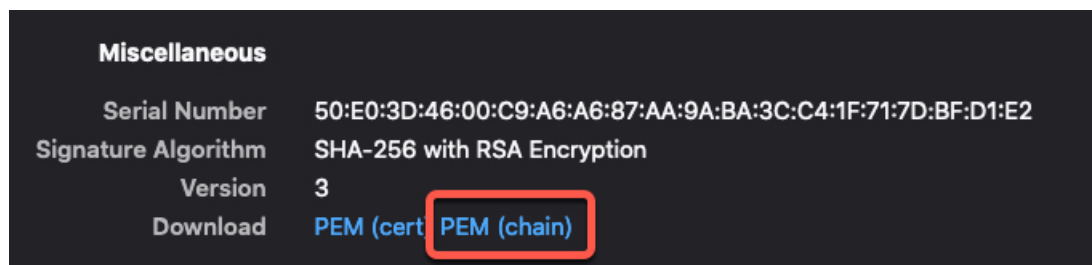 Miscellaneous
Serial Number 50:E0:3D:46:00:C9:A6:A6:87:AA:9A:BA:3C:C4:1F:71:7D:BF:D1:E2
Signature Algorithm SHA-256 with RSA Encryption
Version 3
Download PEM (cert) PEM (chain)